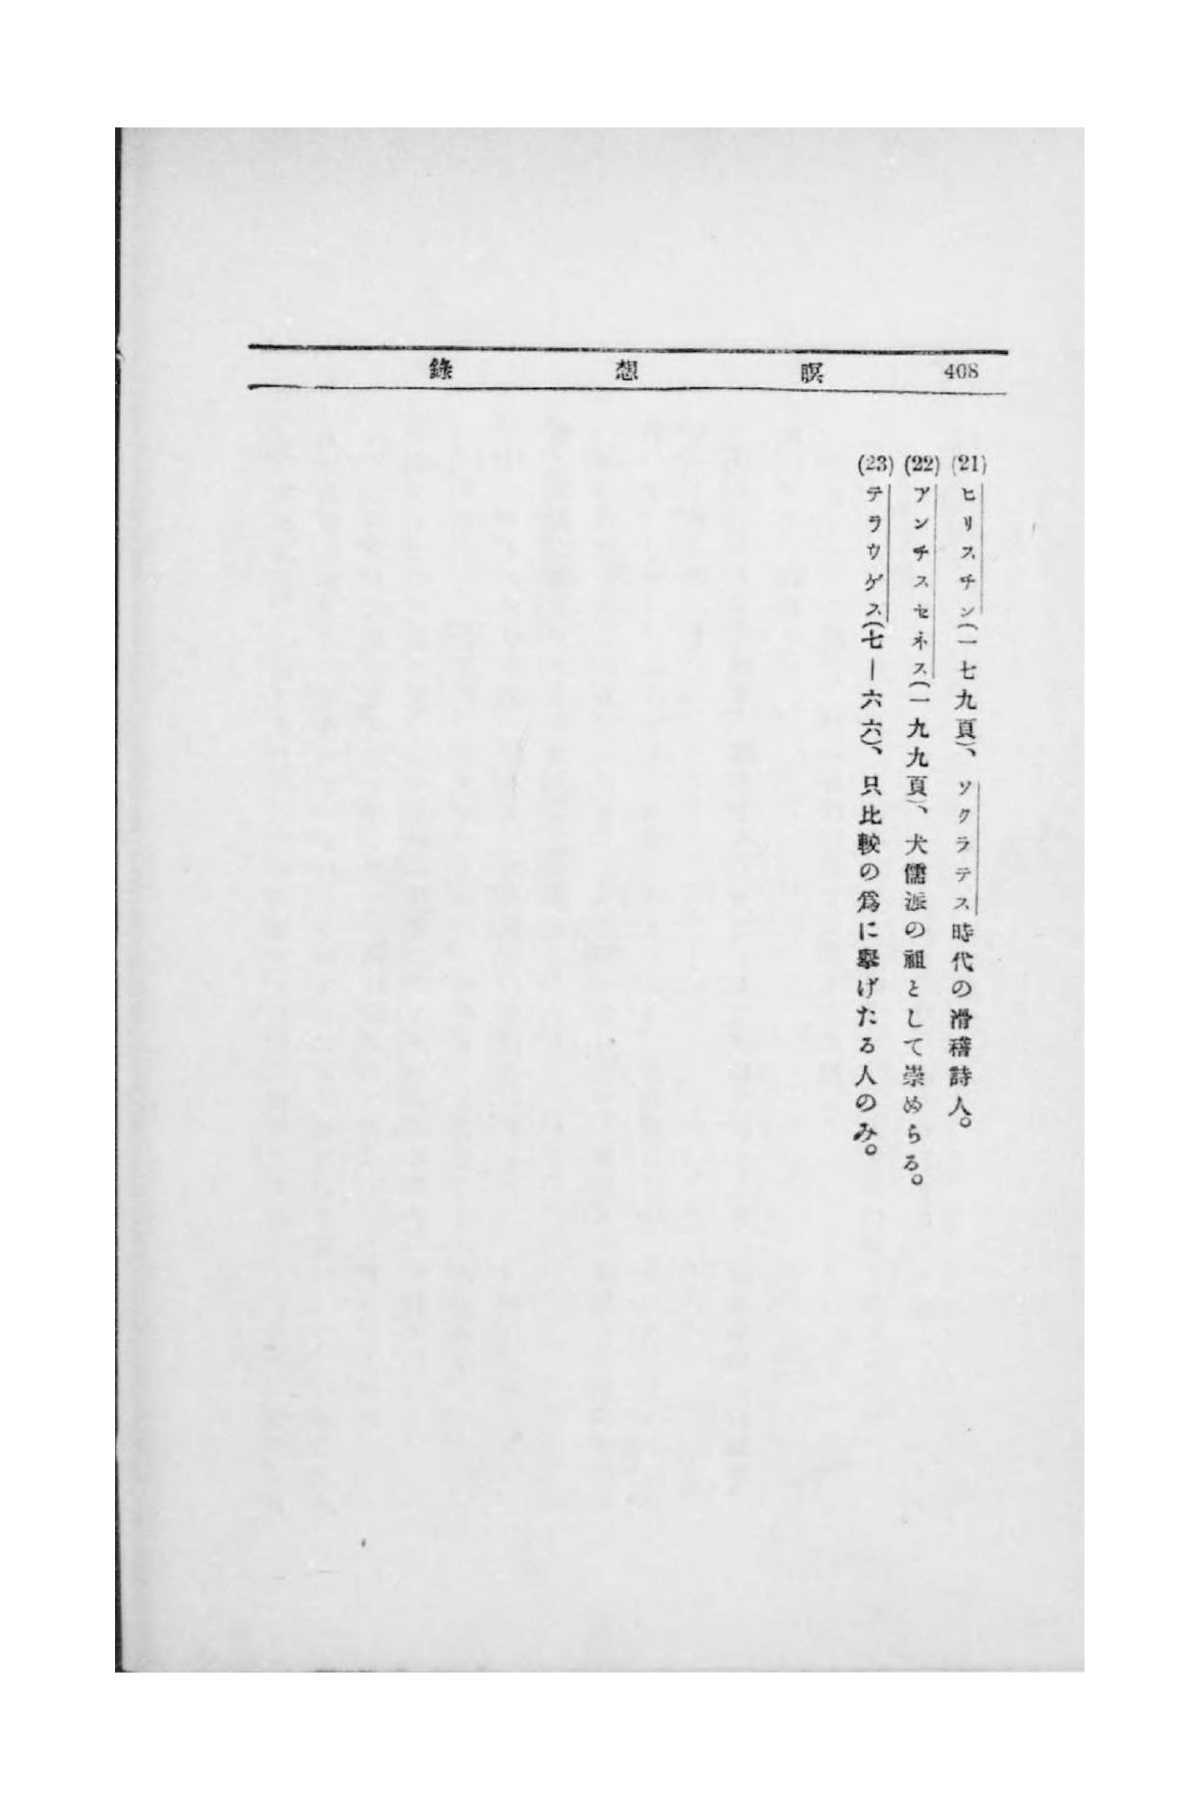 408 瞑想錄
(21) ヒリスチン(一七九頁)、ソクラテス時代の滑稽詩人。
(22) アンチスセネス(一九九頁)、犬儒派の祖として崇めらる。
(23) テラウゲス(七—六六)、只比較の爲に擧げたる人のみ。